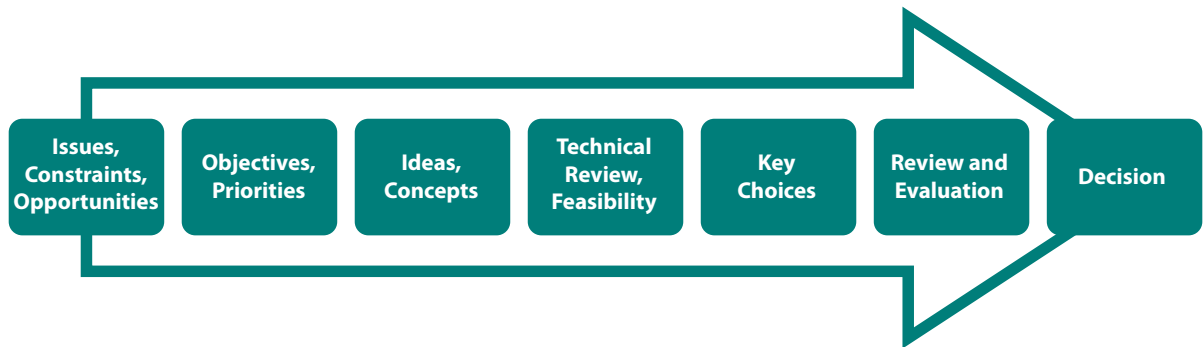 Issues,
Constraints,
Opportunities
Objectives,
Priorities
Ideas,
Concepts
Technical
Review,
Feasibility
Key
Choices
Review and
Evaluation
Decision